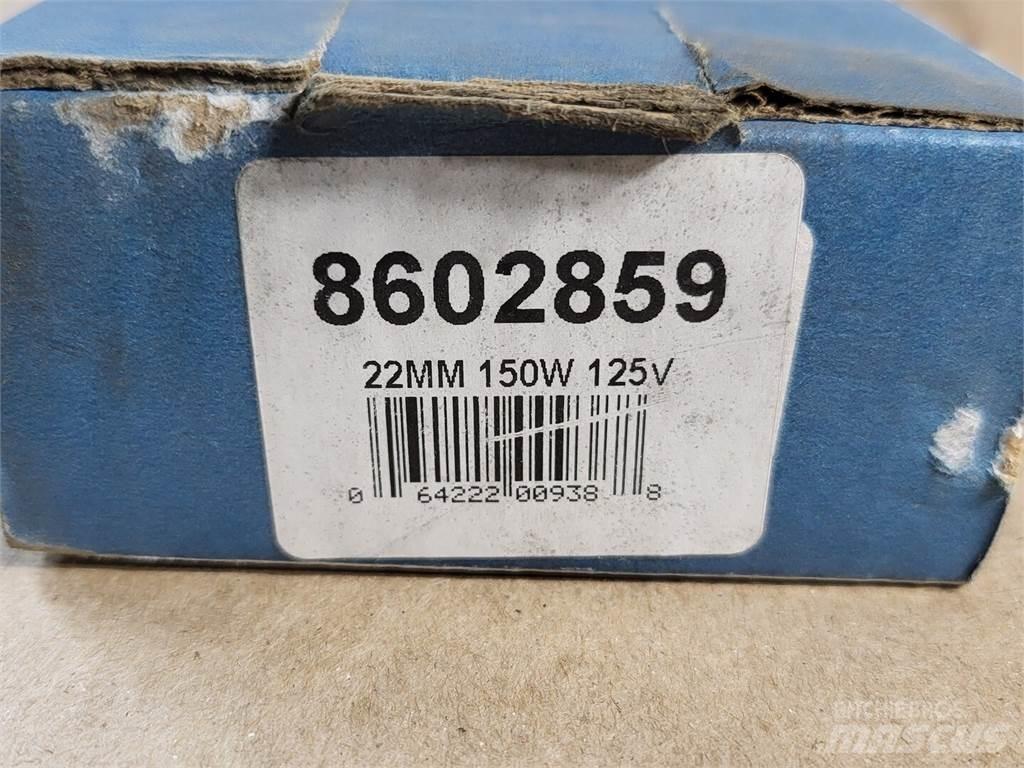 8602859
22MM 150W 125V
0 64222 00938 8
RITCHIE BROS
mascus